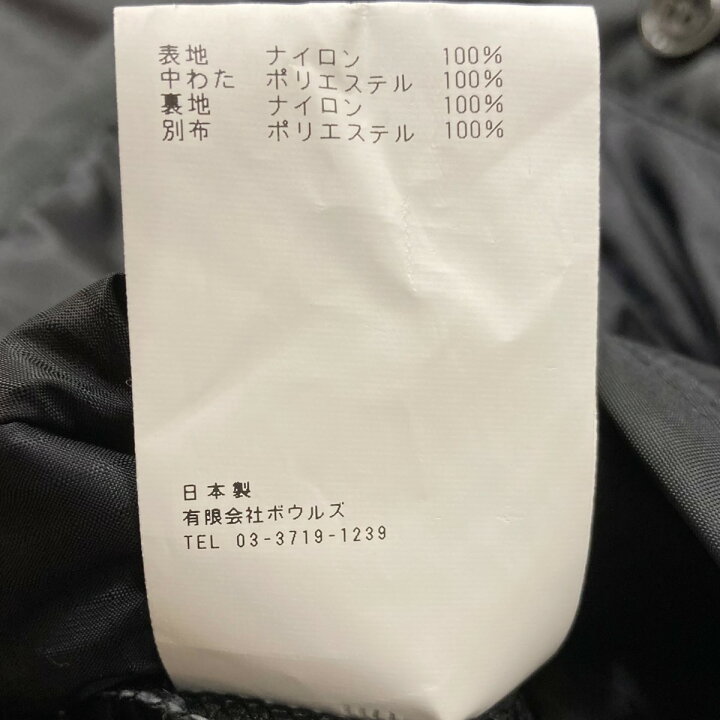 表地 ナイロン 100%
中わた ポリエステル 100%
裏地 ナイロン 100%
別布 ポリエステル 100%
日本製
有限会社ボウルズ
TEL 03-3719-1239